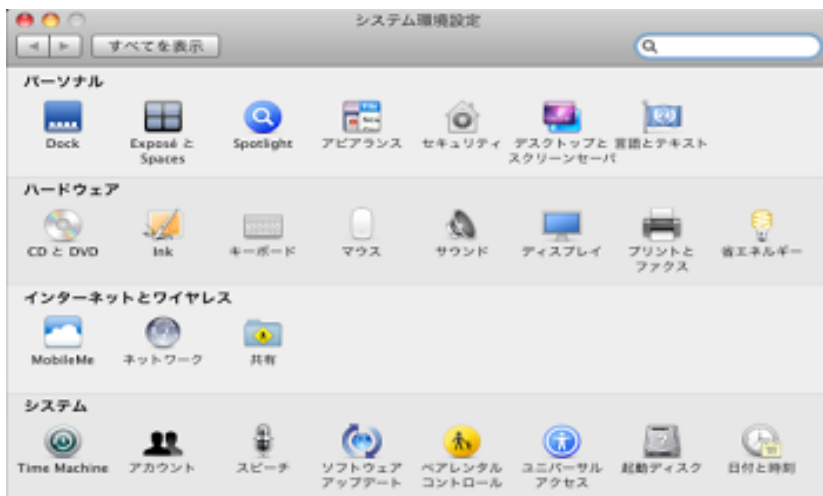 システム環境設定
すべてを表示
パーソナル
Dock
Exposé と
Spaces
Spotlight
アピアランス
セキュリティ
デスクトップと
スクリーンセーバ
言語とテキスト
ハードウェア
CD と DVD
Ink
キーボード
マウス
サウンド
ディスプレイ
プリントと
ファクス
省エネルギー
インターネットとワイヤレス
MobileMe
ネットワーク
共有
システム
Time Machine
アカウント
スピーチ
ソフトウェア
アップデート
ペアレンタル
コントロール
ユニバーサル
アクセス
起動ディスク
日付と時刻